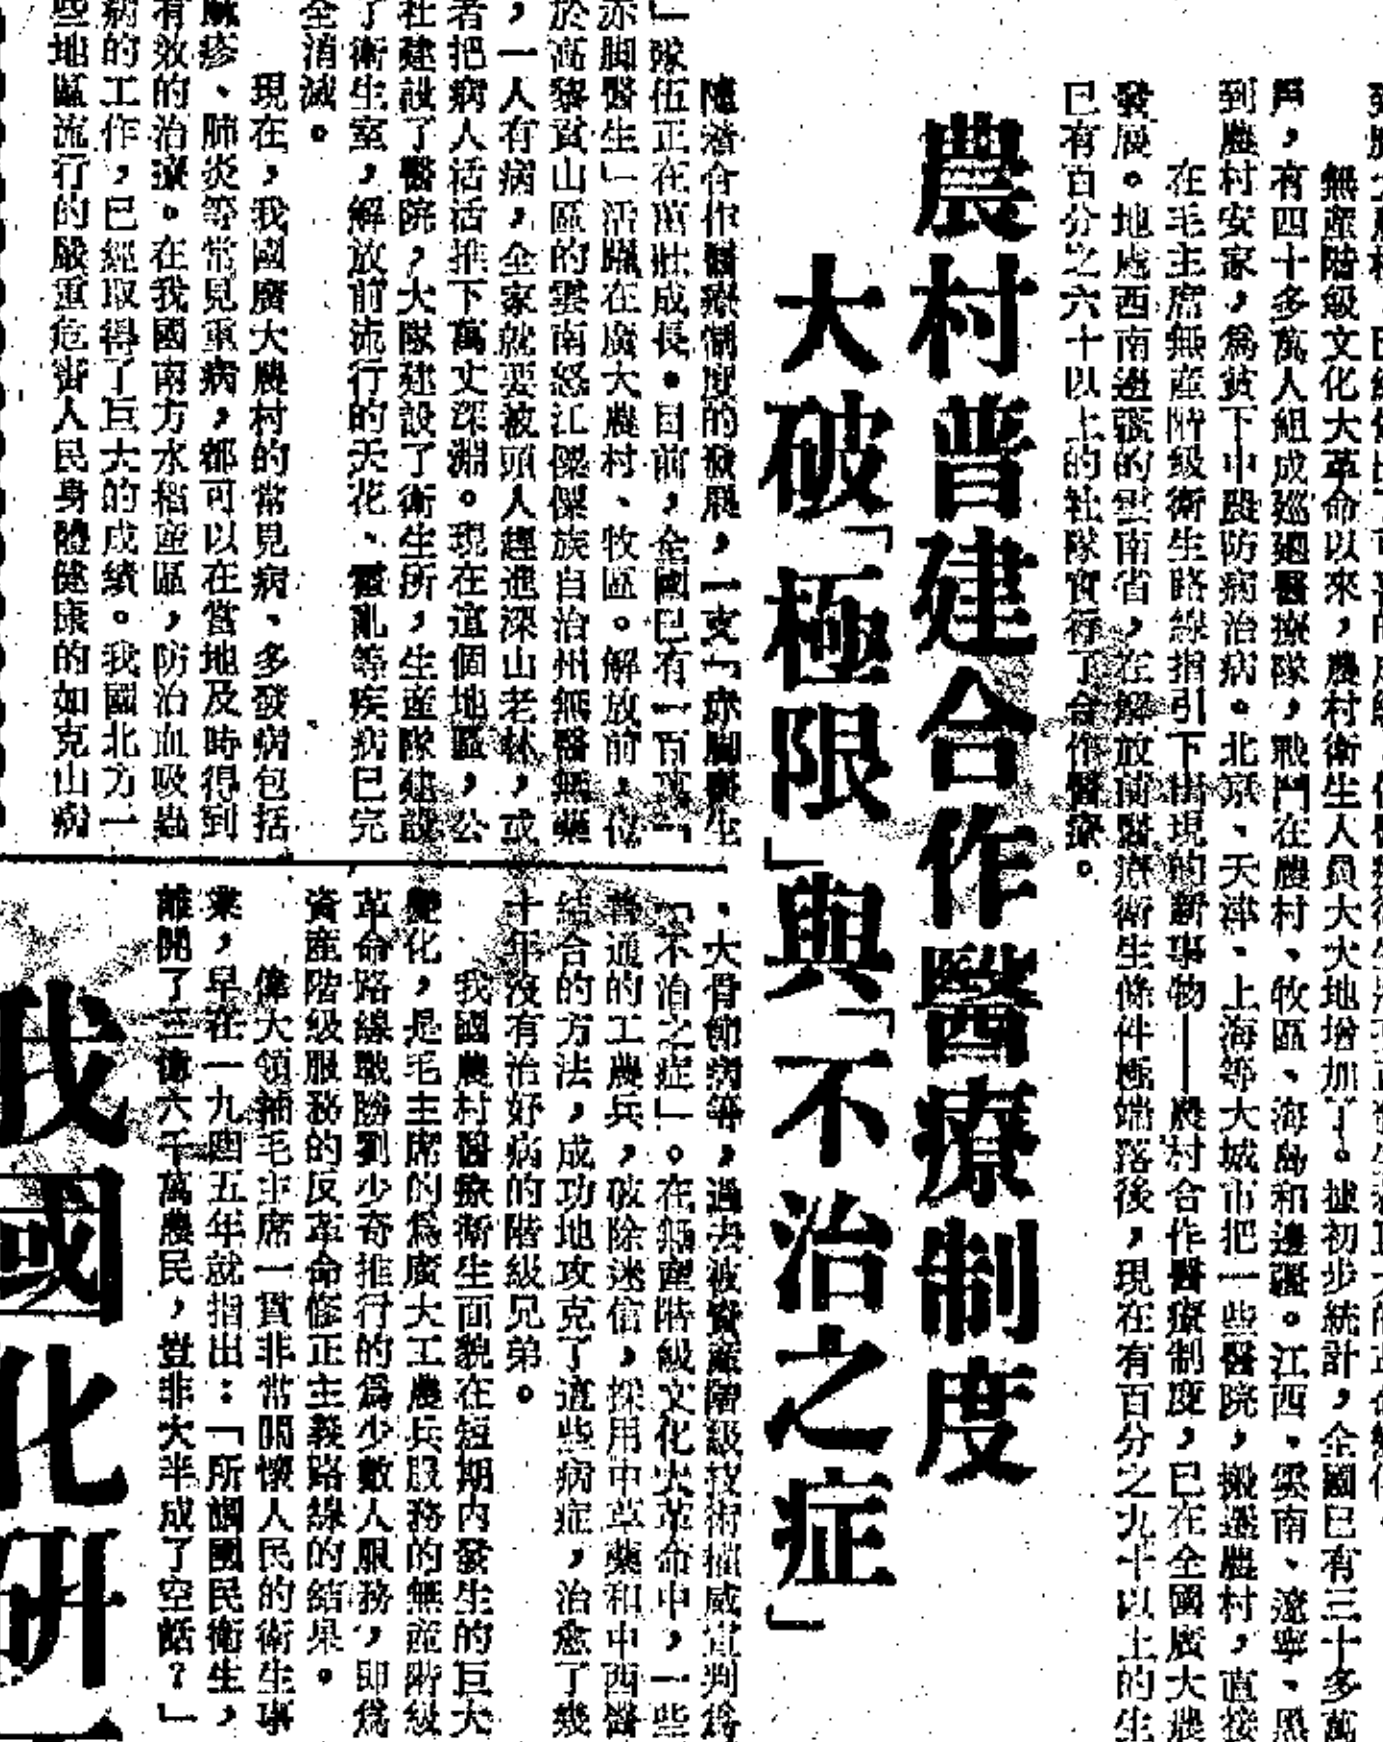 無產階級文化大革命以來，農村衛生人員大大地增加了。據初步統計，全國已有三十多萬
戶，有四十多萬人組成巡迴醫療隊，戰鬥在農村、牧區、海島和邊疆。江西、雲南、遼寧、黑
到農村安家，爲貧下中農防病治病。北京、天津、上海等大城市把一些醫院，搬遷農村，直接
在毛主席無產階級衛生路線指引下出現的新事物——農村合作醫療制度，已在全國廣大農
發展。地處西南邊疆的雲南省，在解放前醫療衛生條件極端落後，現在有百分之九十以上的生
已有百分之六十以上的社隊實行了合作醫療。
農村普建合作醫療制度
大破「極限」與「不治之症」
隨着合作醫療制度的發展，一支「赤脚醫生
」隊伍正在茁壯成長。目前，全國已有一百萬「
赤脚醫生」活躍在廣大農村、牧區。解放前，位
於高黎貢山區的雲南怒江傈僳族自治州無醫無藥
，一人有病，全家就要被頭人趕進深山老林，或
者把病人活活推下萬丈深淵。現在這個地區，公
社建設了醫院，大隊建設了衛生所，生產隊建設
了衛生室，解放前流行的天花、霍亂等疾病已完
全消滅。
現在，我國廣大農村的常見病、多發病包括
麻疹、肺炎等常見重病，都可以在當地及時得到
有效的治療。在我國南方水稻產區，防治血吸蟲
病的工作，已經取得了巨大的成績。我國北方一
些地區流行的嚴重危害人民身體健康的如克山病
、大骨節病等，過去被資產階級技術權威宣判爲
「不治之症」。在無產階級文化大革命中，一些
普通的工農兵，破除迷信，採用中草藥和中西醫
結合的方法，成功地攻克了這些病症，治愈了幾
十年沒有治好病的階級兄弟。
我國農村醫療衛生面貌在短期內發生的巨大
變化，是毛主席的爲廣大工農兵服務的無產階級
革命路線戰勝劉少奇推行的爲少數人服務，即爲
資產階級服務的反革命修正主義路線的結果。
偉大領袖毛主席一貫非常關懷人民的衛生事
業，早在一九四五年就指出：「所謂國民衛生，
離開了三億六千萬農民，豈非大半成了空話？」
我國化研